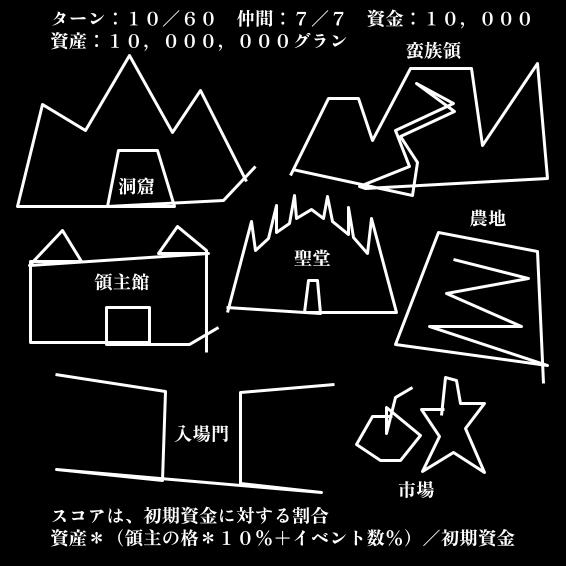 ターン：１０／６０　仲間：７／７　資金：１０，０００
資産：１０，０００，０００グラン
蛮族領
洞窟
農地
聖堂
領主館
入場門
市場
スコアは、初期資金に対する割合
資産＊（領主の格＊１０％＋イベント数％）／初期資金